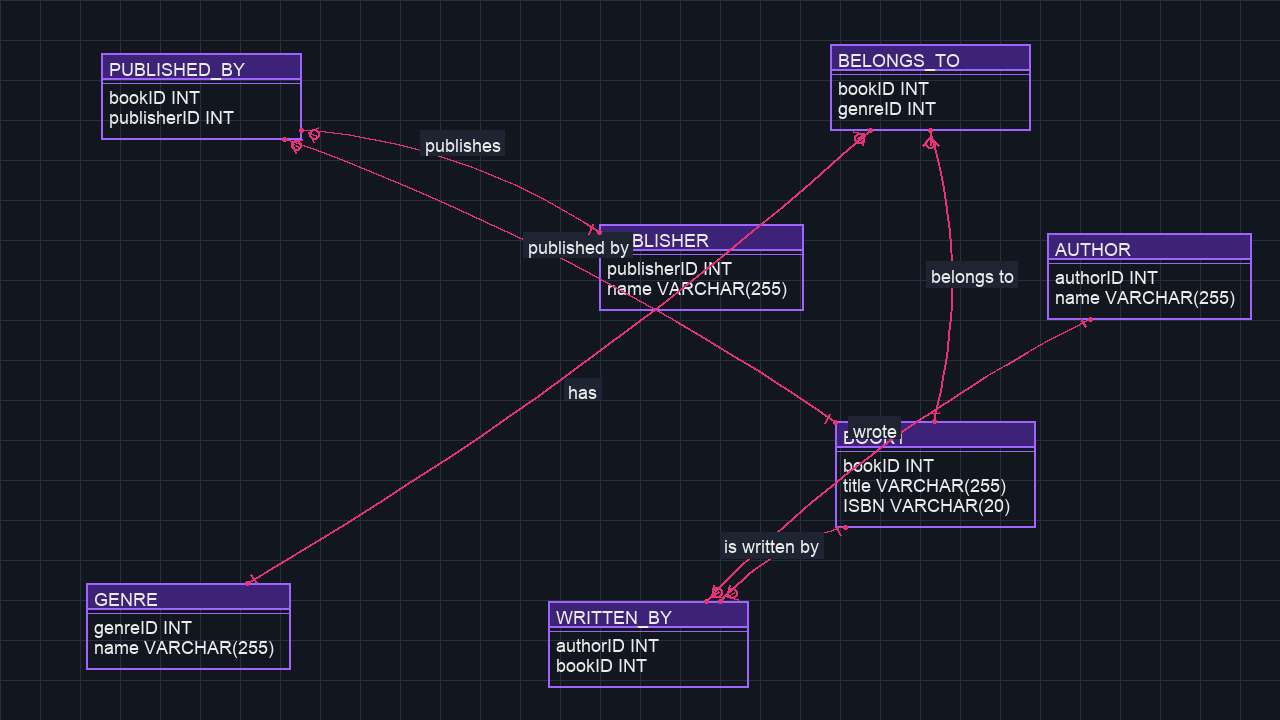 PUBLISHED_BY
bookID INT
publisherID INT
BELONGS_TO
bookID INT
genreID INT
publishes
published by
BLISHER
publisherID INT
name VARCHAR(255)
AUTHOR
authorID INT
name VARCHAR(255)
belongs to
has
wrote
bookID INT
title VARCHAR(255)
ISBN VARCHAR(20)
is written by
GENRE
genreID INT
name VARCHAR(255)
WRITTEN_BY
authorID INT
bookID INT